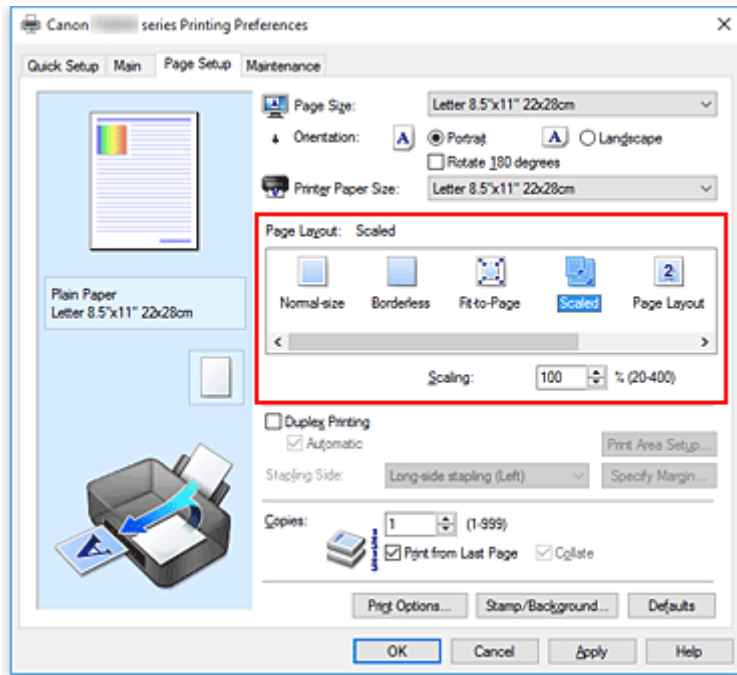 Canon series Printing Preferences
Quick Setup Main Page Setup Maintenance
Page Size: Letter 8.5"x11" 22x28cm
Orientation: A Portrait A Landscape
Rotate 180 degrees
Printer Paper Size: Letter 8.5"x11" 22x28cm
Page Layout: Scaled
Normal-size Borderless Fit-to-Page Scaled Page Layout
Scaling: 100 % (20-400)
Plain Paper
Letter 8.5"x11" 22x28cm
Duplex Printing
Automatic Print Area Setup...
Stapling Side: Long-side stapling (Left) Specify Margin...
Copies: 1 (1-999)
Print from Last Page Collate
Print Options... Stamp/Background... Defaults
OK Cancel Apply Help